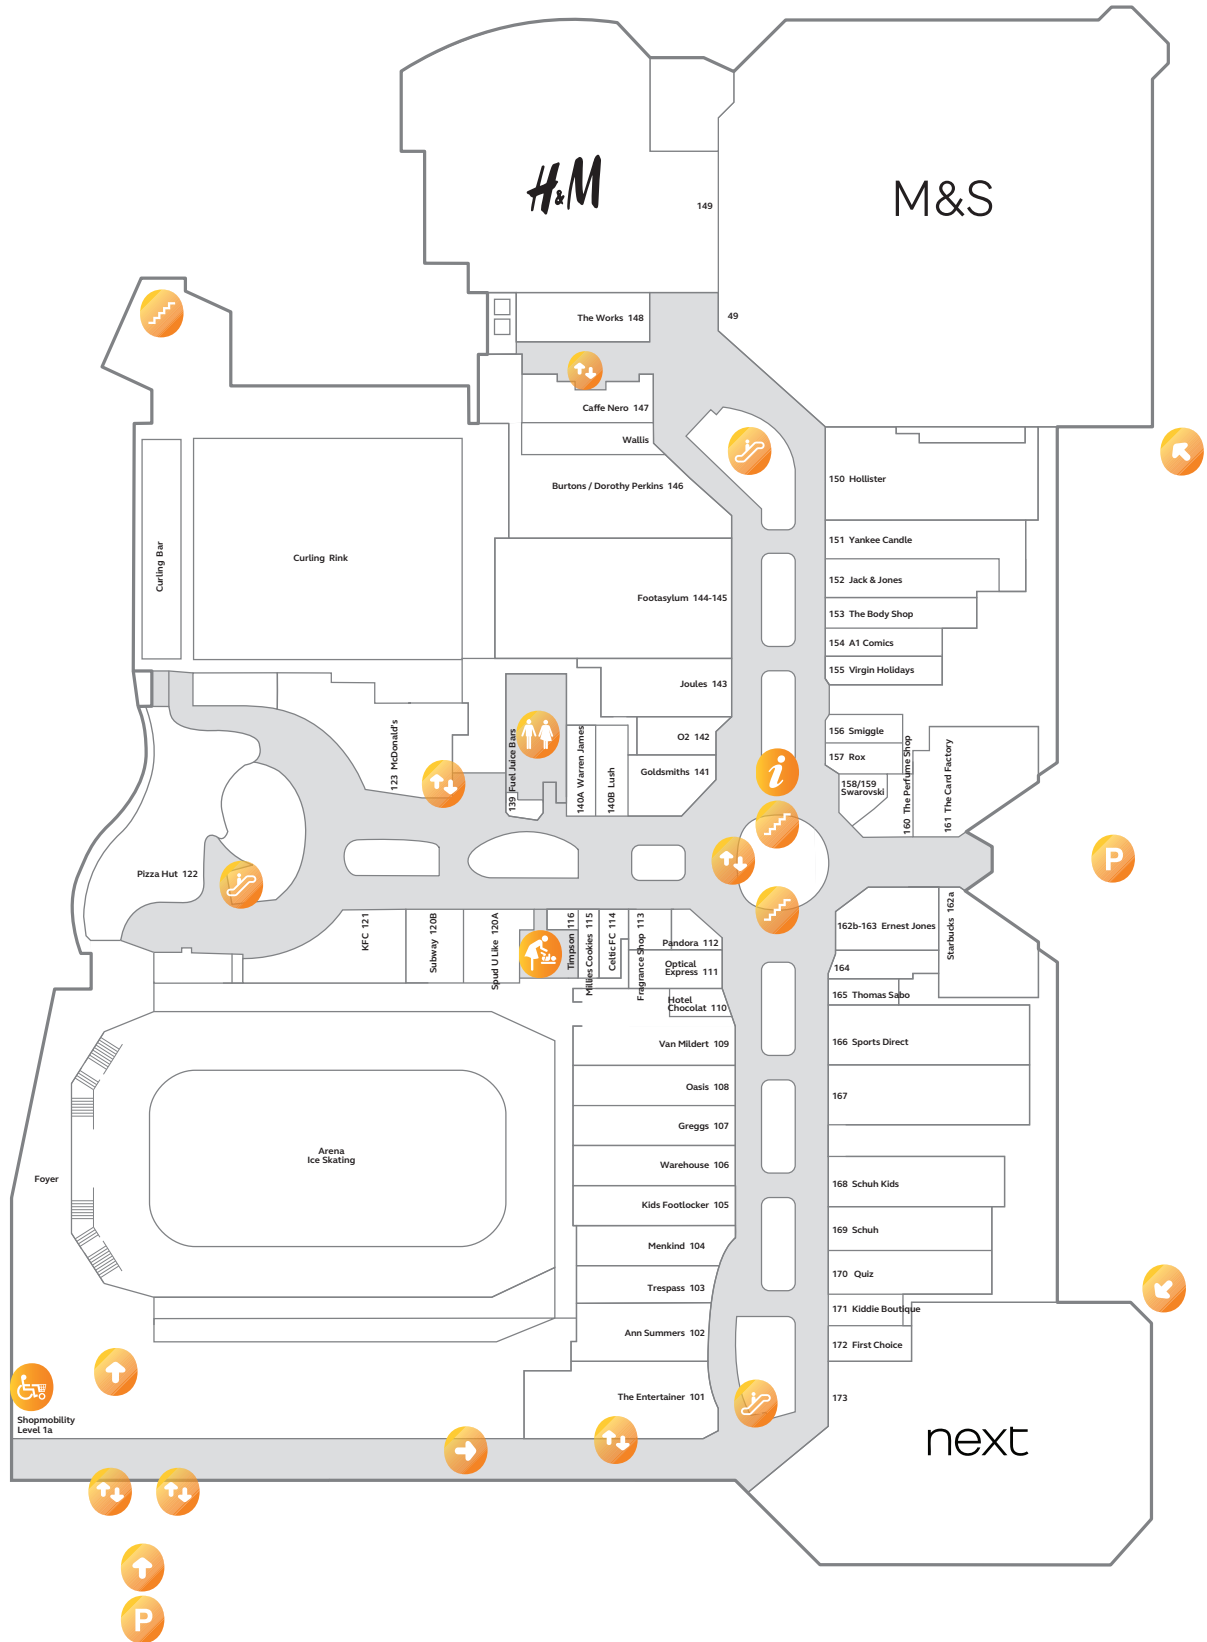 H&M
M&S
149
The Works 148
49
Caffe Nero 147
Wallis
Burtons / Dorothy Perkins 146
150 Hollister
151 Yankee Candle
Curling Bar
Curling Rink
152 Jack & Jones
Footasylum 144-145
153 The Body Shop
154 A1 Comics
155 Virgin Holidays
Joules 143
123 McDonald's
139 Fuel Juice Bars
140A Warren James
140B Lush
O2 142
Goldsmiths 141
156 Smiggle
157 Rox
158/159
Swarovski
160 The Perfume Shop
161 The Card Factory
i
P
Pizza Hut 122
KFC 121
Subway 120B
Spud U Like 120A
Timpson 116
Millies Cookies 115
Celtic FC 114
Fragrance Shop 113
Pandora 112
Optical
Express 111
Hotel
Chocolat 110
162b-163 Ernest Jones
Starbucks 162a
164
165 Thomas Sabo
Van Mildert 109
166 Sports Direct
Oasis 108
167
Greggs 107
Arena
Ice Skating
Warehouse 106
Foyer
168 Schuh Kids
Kids Footlocker 105
169 Schuh
Menkind 104
170 Quiz
Trespass 103
171 Kiddie Boutique
Ann Summers 102
172 First Choice
The Entertainer 101
173
Shopmobility
Level 1a
next
P